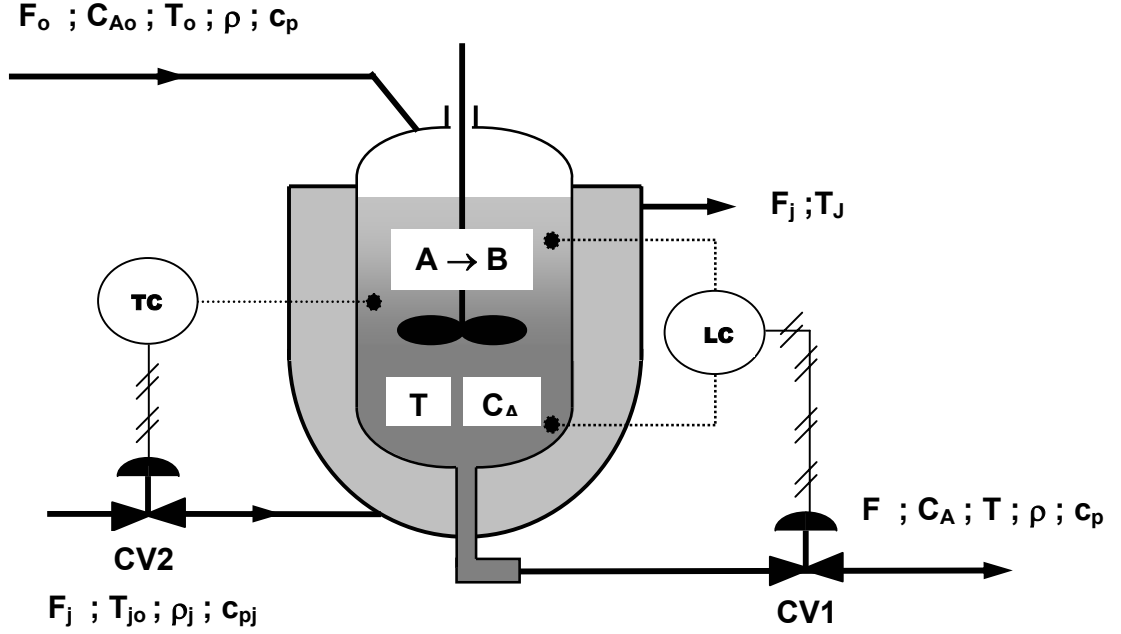 Fo ; CAo ; To ; ρ ; cp
Fj ;TJ
A → B
TC
LC
T
CA
F ; CA ; T ; ρ ; cp
CV2
CV1
Fj ; Tjo ; ρj ; cpj